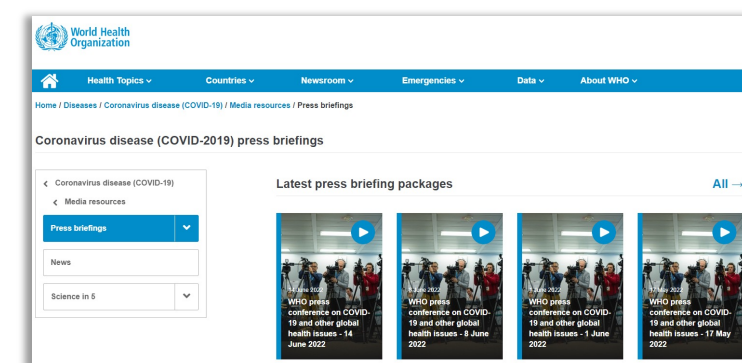 World Health
Organization
Health Topics
Countries
Newsroom
Emergencies
Data
About WHO
Home / Diseases / Coronavirus disease (COVID-19) / Media resources / Press briefings
Coronavirus disease (COVID-2019) press briefings
Coronavirus disease (COVID-19)
Media resources
Press briefings
News
Science in 5
Latest press briefing packages
All →
14 June 2022
WHO press
conference on COVID-
19 and other global
health issues - 14
June 2022
8 June 2022
WHO press
conference on COVID-
19 and other global
health issues - 8 June
2022
June 2022
WHO press
conference on COVID-
19 and other global
health issues - 1 June
2022
17 May 2022
WHO press
conference on COVID-
19 and other global
health issues - 17 May
2022